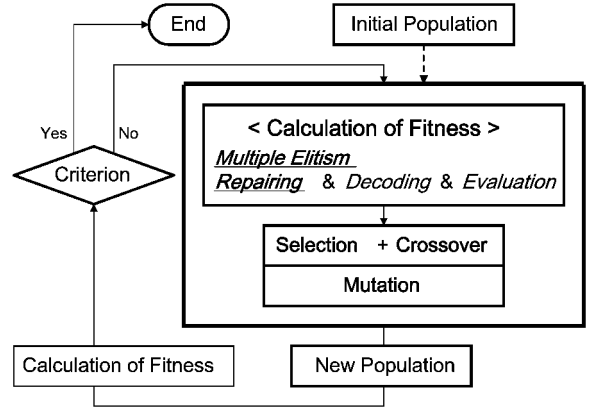 End
Initial Population
Yes
No
Criterion
< Calculation of Fitness >
Multiple Elitism
Repairing & Decoding & Evaluation
Selection + Crossover
Mutation
Calculation of Fitness
New Population